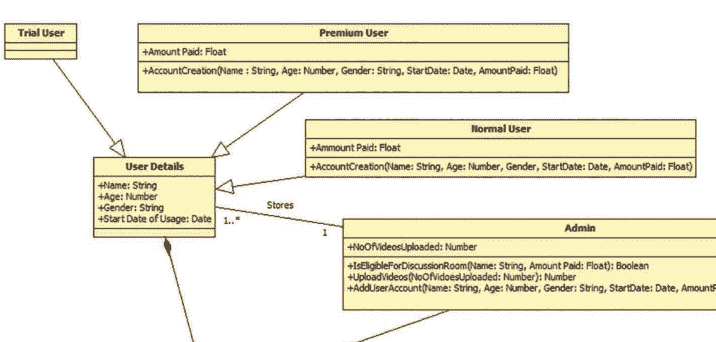 Trial User
Premium User
+Amount Paid: Float
+AccountCreation(Name : String, Age: Number, Gender: String, StartDate: Date, AmountPaid: Float)
Normal User
+Ammount Paid: Float
+AccountCreation(Name: String, Age: Number, Gender, StartDate: Date, AmountPaid: Float)
User Details
+Name: String
+Age: Number
+Gender: String
+Start Date of Usage: Date
Stores
1..*
1
Admin
+NoOfVideosUploaded: Number
+IsEligibleForDiscussionRoom(Name: String, Amount Paid: Float): Boolean
+UploadVideos(NoOfVidoesUploaded: Number): Number
+AddUserAccount(Name: String, Age: Number, Gender: String, StartDate: Date, AmountP